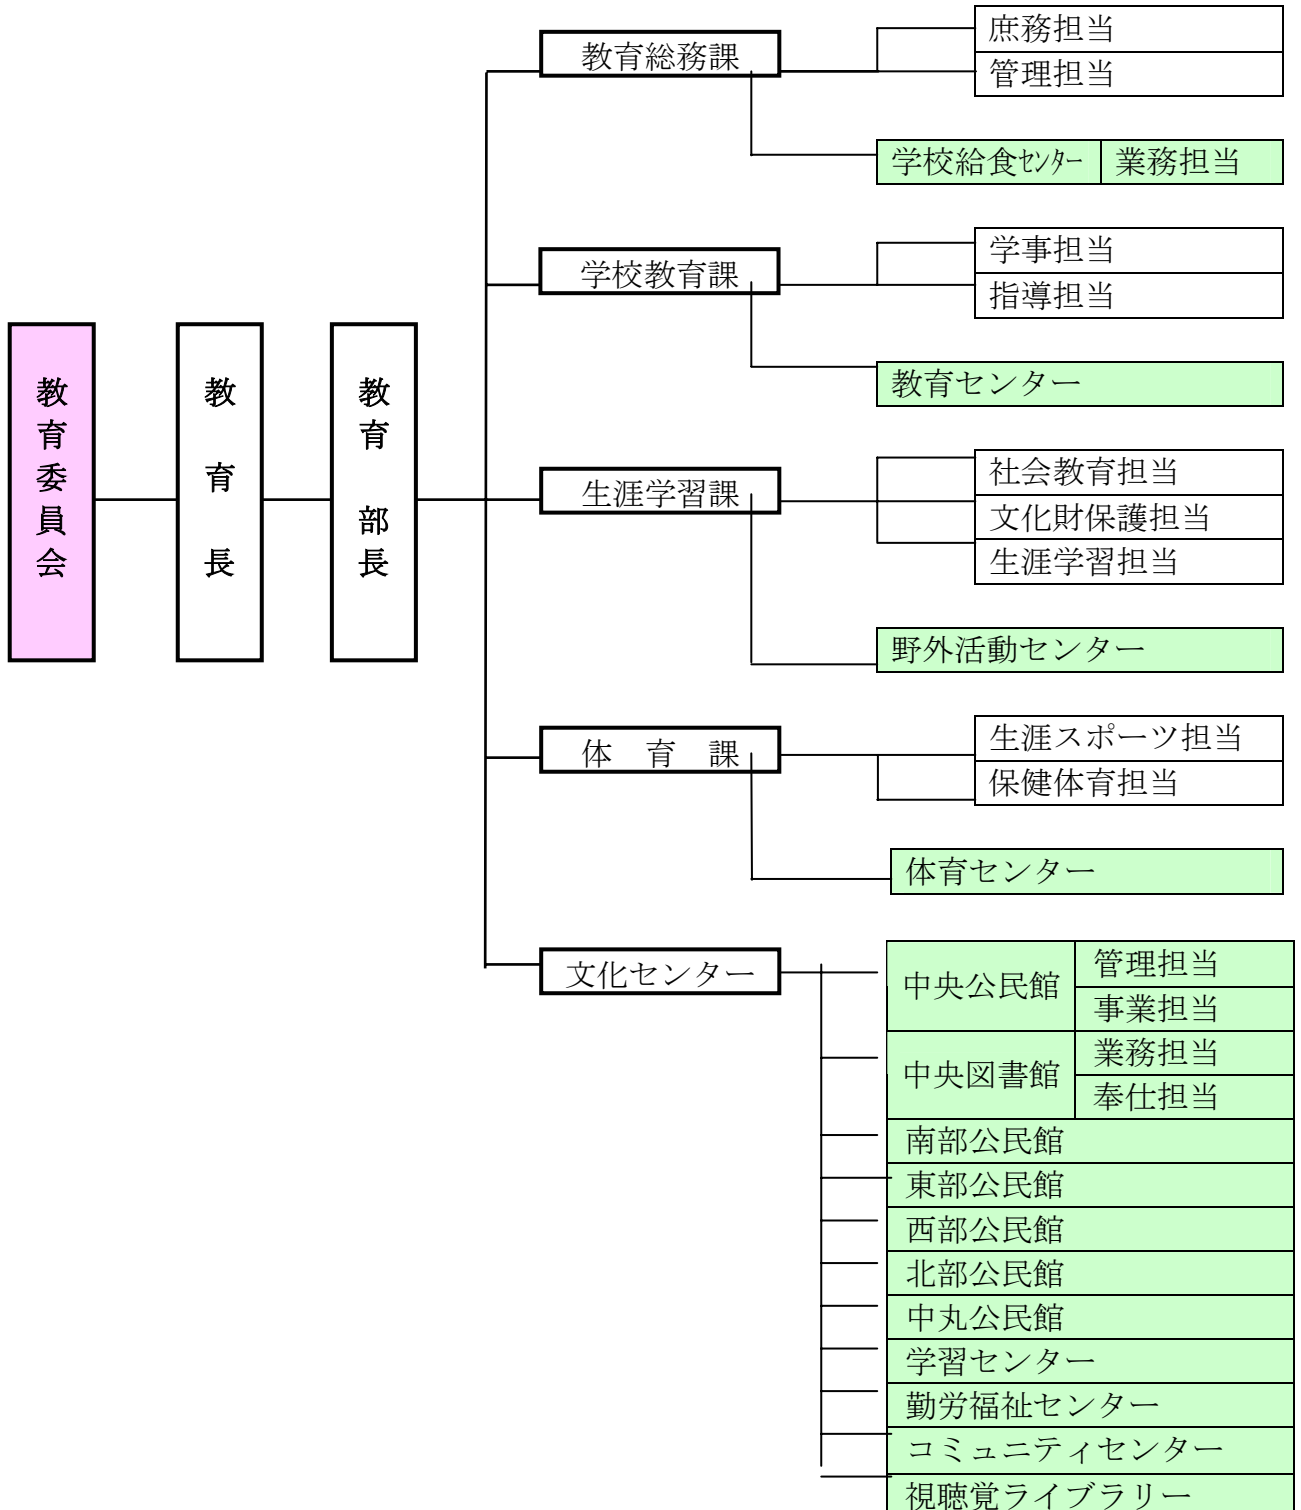 教育委員会
教育長
教育部長
教育総務課
庶務担当
管理担当
学校給食ｾﾝﾀｰ 業務担当
学校教育課
学事担当
指導担当
教育センター
生涯学習課
社会教育担当
文化財保護担当
生涯学習担当
野外活動センター
体 育 課
生涯スポーツ担当
保健体育担当
体育センター
文化センター
中央公民館
管理担当
事業担当
中央図書館
業務担当
奉仕担当
南部公民館
東部公民館
西部公民館
北部公民館
中丸公民館
学習センター
勤労福祉センター
コミュニティセンター
視聴覚ライブラリー